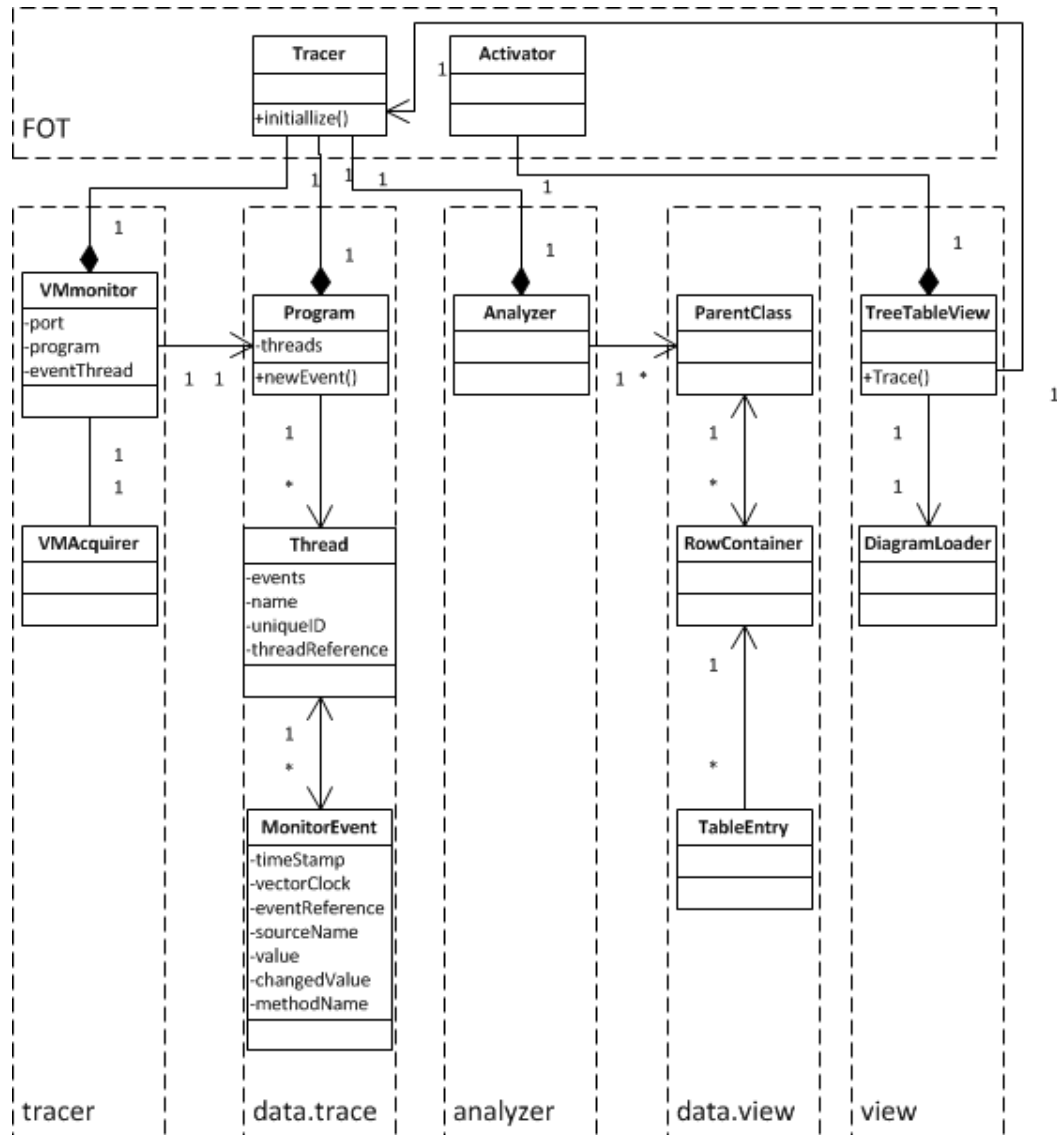 Tracer
Activator
1
+initiallize()
FOT
1
1
1
1
1
1
1
1
VMmonitor
-port
-program
-eventThread
Program
-threads
+newEvent()
Analyzer
ParentClass
TreeTableView
+Trace()
1 1
1 *
1
1
1
1
1
1
*
*
1
VMAcquirer
Thread
-events
-name
-uniqueID
-threadReference
RowContainer
DiagramLoader
1
1
*
*
MonitorEvent
-timeStamp
-vectorClock
-eventReference
-sourceName
-value
-changedValue
-methodName
TableEntry
tracer
data.trace
analyzer
data.view
view